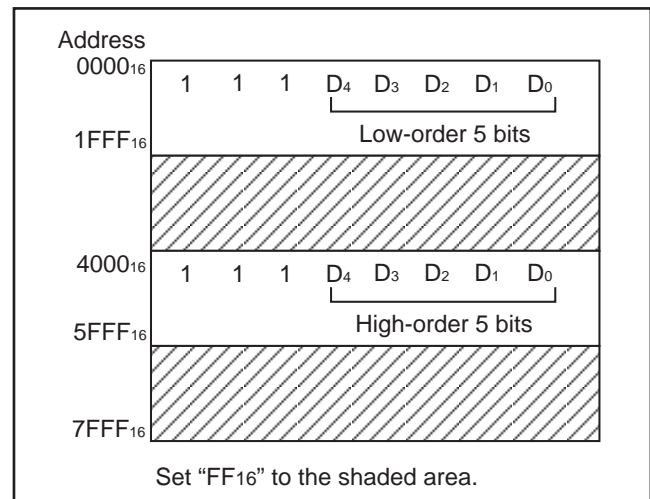 Address
0000₁₆
1 1 1 D₄ D₃ D₂ D₁ D₀
Low-order 5 bits
1FFF₁₆
4000₁₆
1 1 1 D₄ D₃ D₂ D₁ D₀
High-order 5 bits
5FFF₁₆
7FFF₁₆
Set “FF₁₆” to the shaded area.